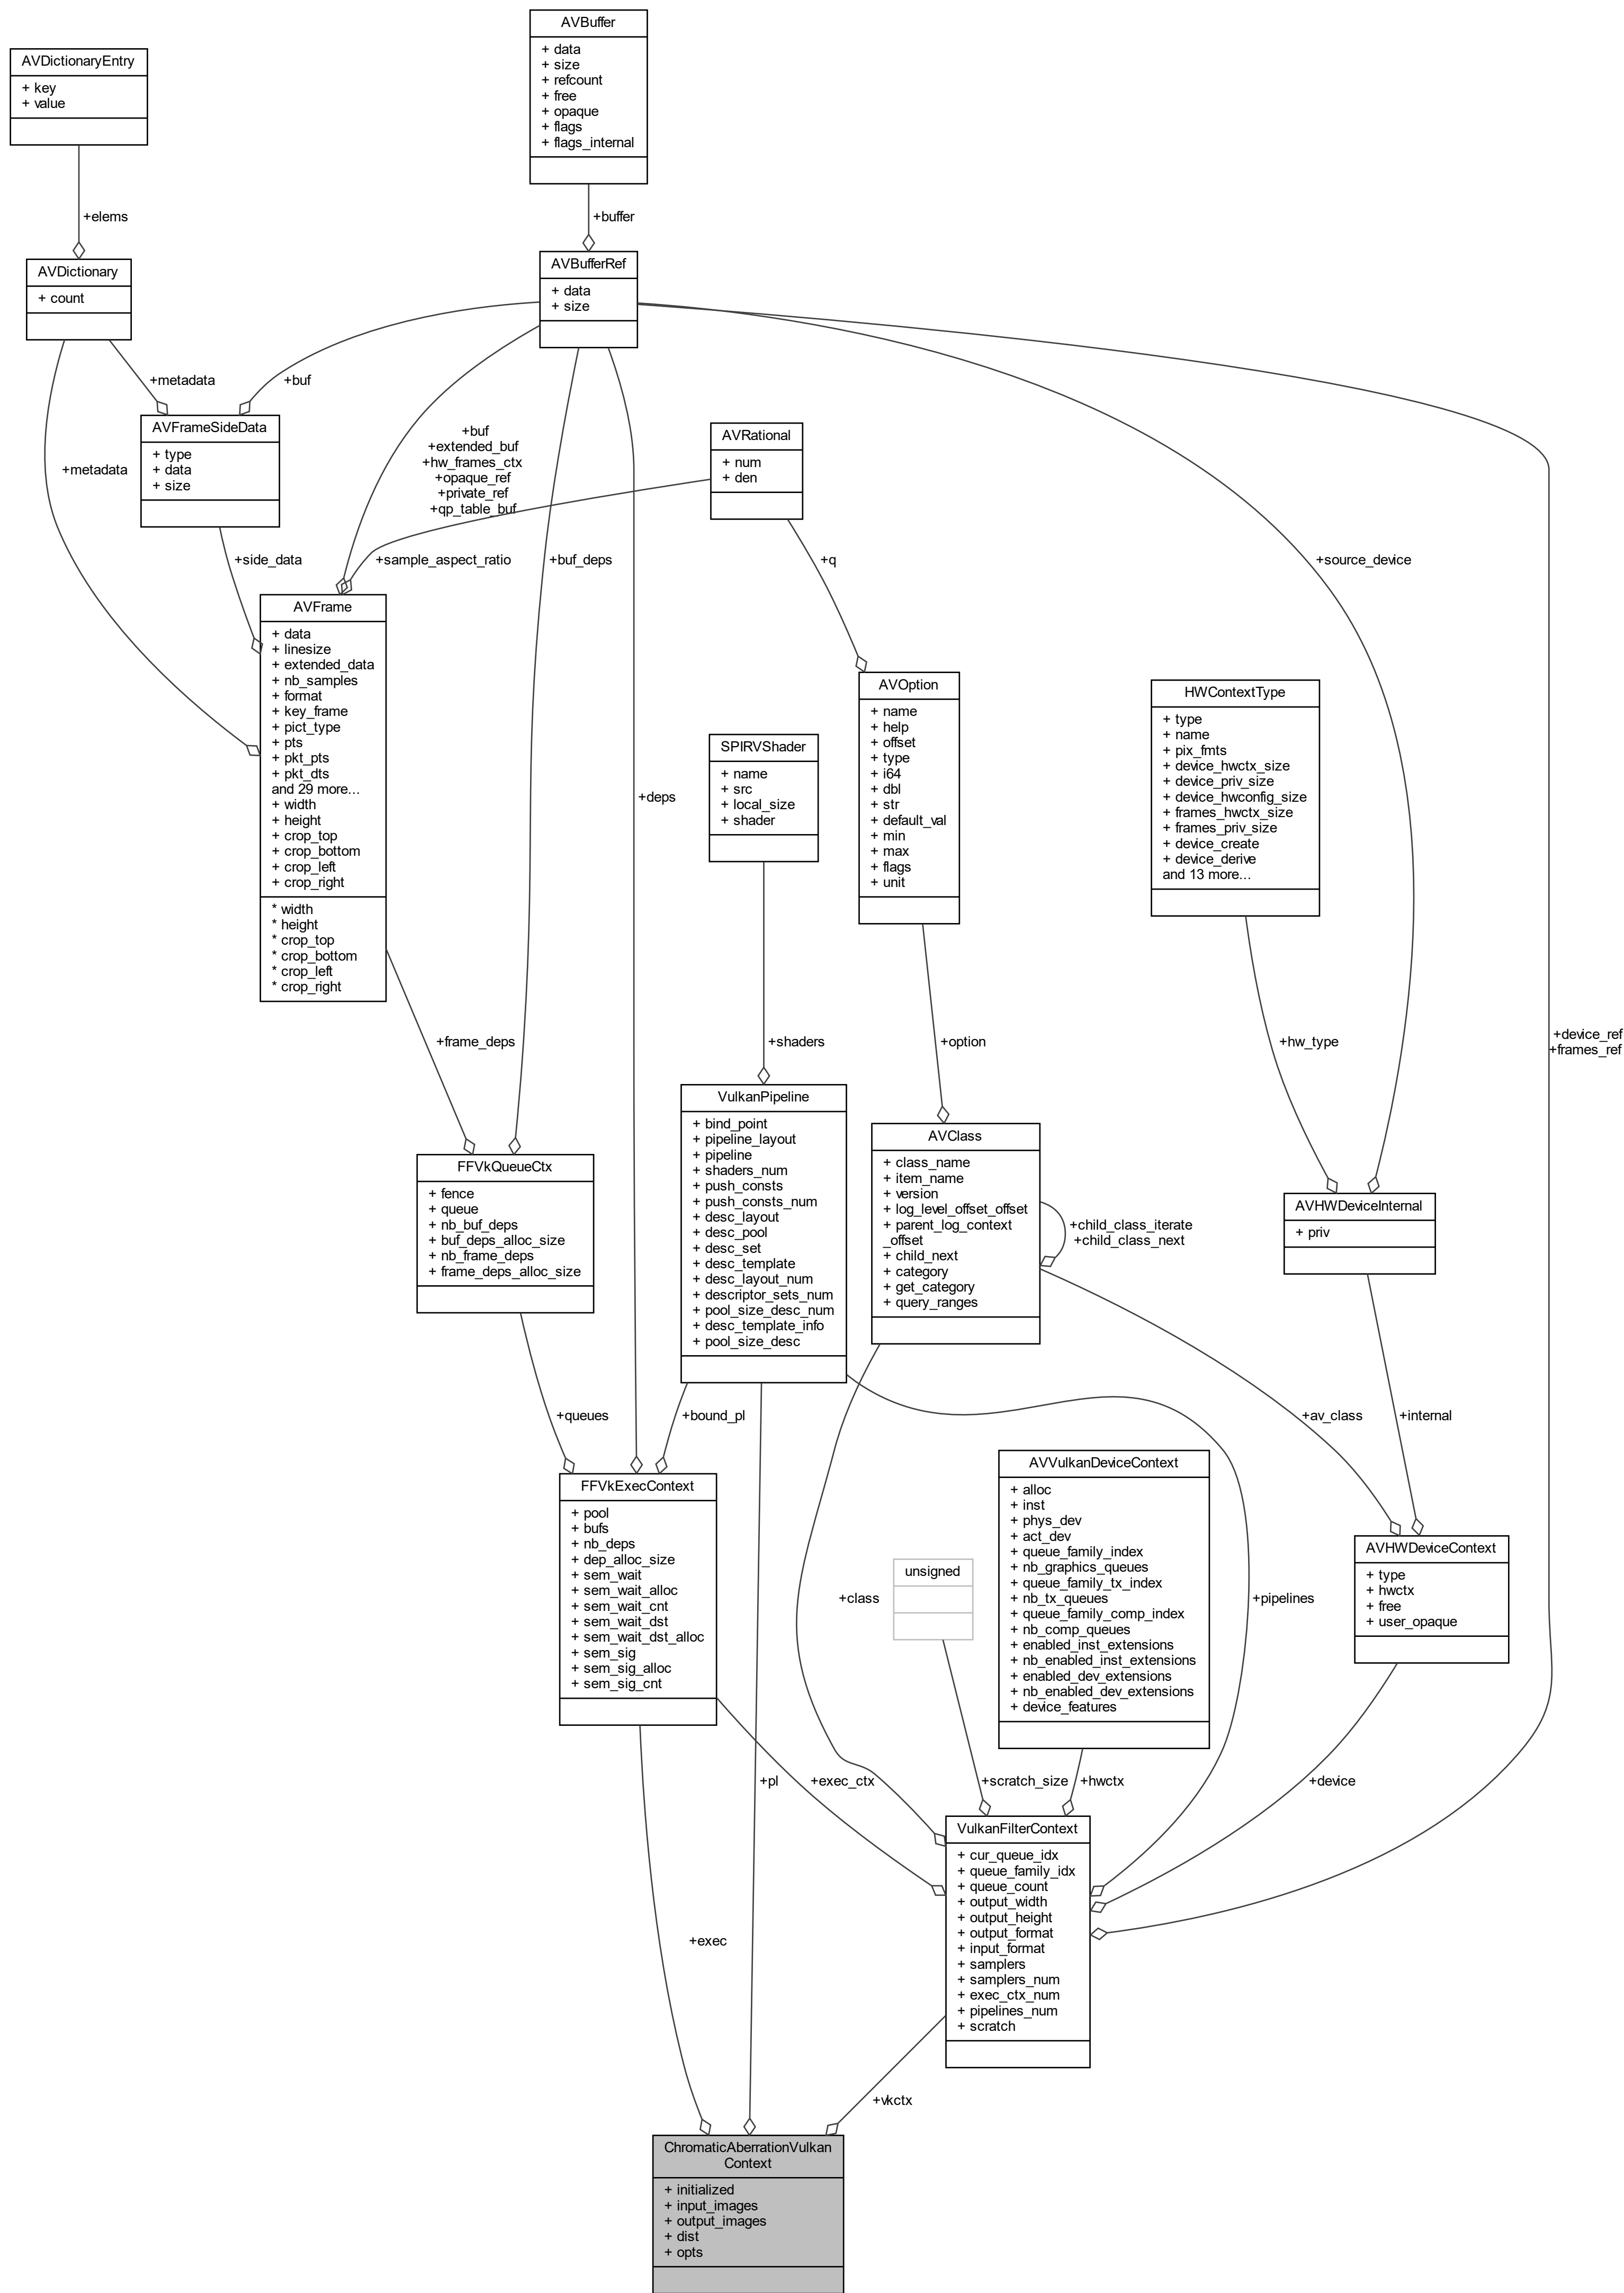 AVBuffer
+ data
+ size
+ refcount
+ free
+ opaque
+ flags
+ flags_internal
AVDictionaryEntry
+ key
+ value
+elems
+buffer
AVDictionary
+ count
AVBufferRef
+ data
+ size
+metadata
+buf
AVFrameSideData
+ type
+ data
+ size
+buf
+extended_buf
+hw_frames_ctx
+opaque_ref
+private_ref
+qp_table_buf
AVRational
+ num
+ den
+metadata
+side_data
+sample_aspect_ratio
+buf_deps
+q
+source_device
AVFrame
+ data
+ linesize
+ extended_data
+ nb_samples
+ format
+ key_frame
+ pict_type
+ pts
+ pkt_pts
+ pkt_dts
and 29 more...
+ width
+ height
+ crop_top
+ crop_bottom
+ crop_left
+ crop_right
* width
* height
* crop_top
* crop_bottom
* crop_left
* crop_right
+deps
SPIRVShader
+ name
+ src
+ local_size
+ shader
AVOption
+ name
+ help
+ offset
+ type
+ i64
+ dbl
+ str
+ default_val
+ min
+ max
+ flags
+ unit
HWContextType
+ type
+ name
+ pix_fmts
+ device_hwctx_size
+ device_priv_size
+ device_hwconfig_size
+ frames_hwctx_size
+ frames_priv_size
+ device_create
+ device_derive
and 13 more...
+frame_deps
+shaders
+option
+hw_type
+device_ref
+frames_ref
FFVkQueueCtx
+ fence
+ queue
+ nb_buf_deps
+ buf_deps_alloc_size
+ nb_frame_deps
+ frame_deps_alloc_size
VulkanPipeline
+ bind_point
+ pipeline_layout
+ pipeline
+ shaders_num
+ push_consts
+ push_consts_num
+ desc_layout
+ desc_pool
+ desc_set
+ desc_template
+ desc_layout_num
+ descriptor_sets_num
+ pool_size_desc_num
+ desc_template_info
+ pool_size_desc
AVClass
+ class_name
+ item_name
+ version
+ log_level_offset_offset
+ parent_log_context
_offset
+ child_next
+ category
+ get_category
+ query_ranges
+child_class_iterate
+child_class_next
AVHWDeviceInternal
+ priv
+queues
+bound_pl
+av_class
+internal
FFVkExecContext
+ pool
+ bufs
+ nb_deps
+ dep_alloc_size
+ sem_wait
+ sem_wait_alloc
+ sem_wait_cnt
+ sem_wait_dst
+ sem_wait_dst_alloc
+ sem_sig
+ sem_sig_alloc
+ sem_sig_cnt
+class
unsigned
AVVulkanDeviceContext
+ alloc
+ inst
+ phys_dev
+ act_dev
+ queue_family_index
+ nb_graphics_queues
+ queue_family_tx_index
+ nb_tx_queues
+ queue_family_comp_index
+ nb_comp_queues
+ enabled_inst_extensions
+ nb_enabled_inst_extensions
+ enabled_dev_extensions
+ nb_enabled_dev_extensions
+ device_features
+pipelines
AVHWDeviceContext
+ type
+ hwctx
+ free
+ user_opaque
+pl
+exec_ctx
+scratch_size
+hwctx
+device
VulkanFilterContext
+ cur_queue_idx
+ queue_family_idx
+ queue_count
+ output_width
+ output_height
+ output_format
+ input_format
+ samplers
+ samplers_num
+ exec_ctx_num
+ pipelines_num
+ scratch
+exec
+vkctx
ChromaticAberrationVulkan
Context
+ initialized
+ input_images
+ output_images
+ dist
+ opts